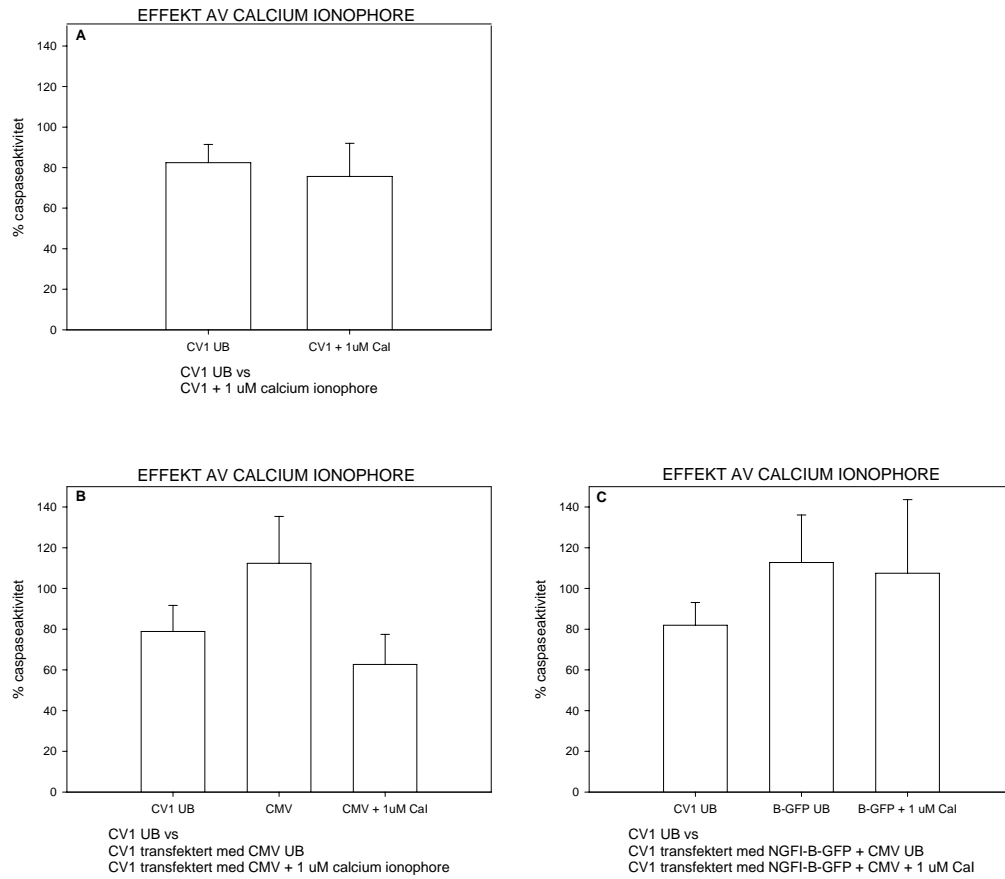 EFFEKT AV CALCIUM IONOPHORE
A
140
120
100
80
60
40
20
0
% caspaseaktivitet
CV1 UB
CV1 + 1uM CaI
CV1 UB vs
CV1 + 1 uM calcium ionophore
EFFEKT AV CALCIUM IONOPHORE
B
140
120
100
80
60
40
20
0
% caspaseaktivitet
CV1 UB
CMV
CMV + 1uM CaI
CV1 UB vs
CV1 transfektert med CMV UB
CV1 transfektert med CMV + 1 uM calcium ionophore
EFFEKT AV CALCIUM IONOPHORE
C
140
120
100
80
60
40
20
0
% caspaseaktivitet
CV1 UB
B-GFP UB
B-GFP + 1 uM CaI
CV1 UB vs
CV1 transfektert med NGFI-B-GFP + CMV UB
CV1 transfektert med NGFI-B-GFP + CMV + 1 uM CaI